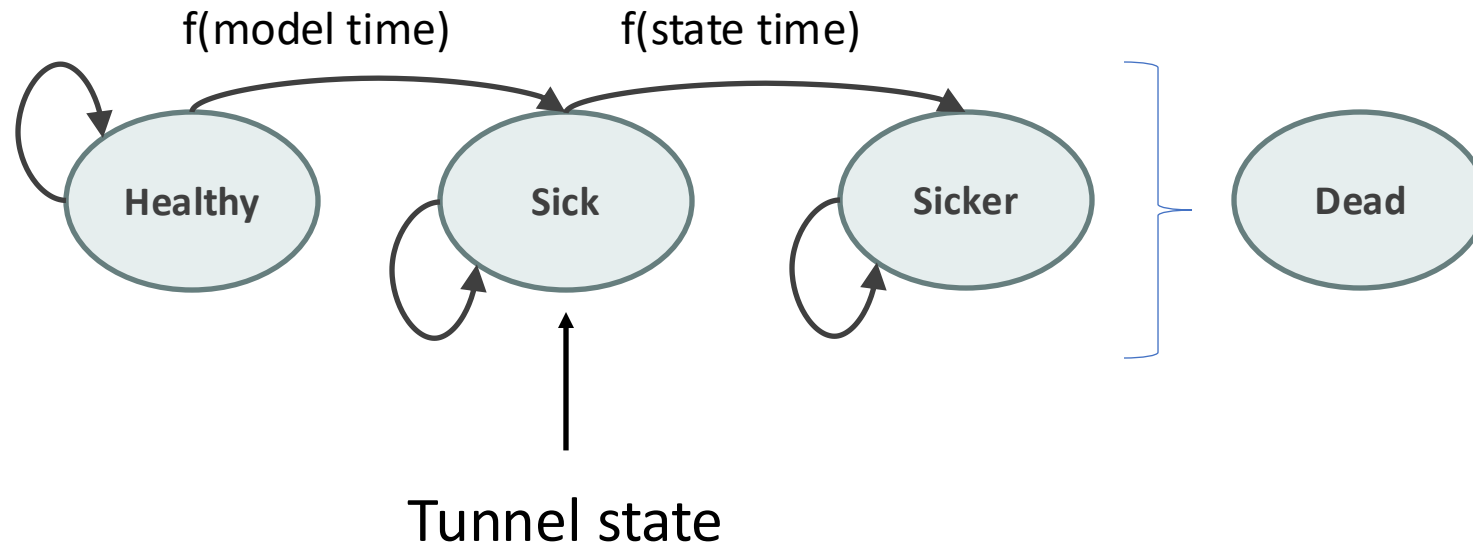 f(model time)
f(state time)
Healthy
Sick
Sicker
Dead
Tunnel state